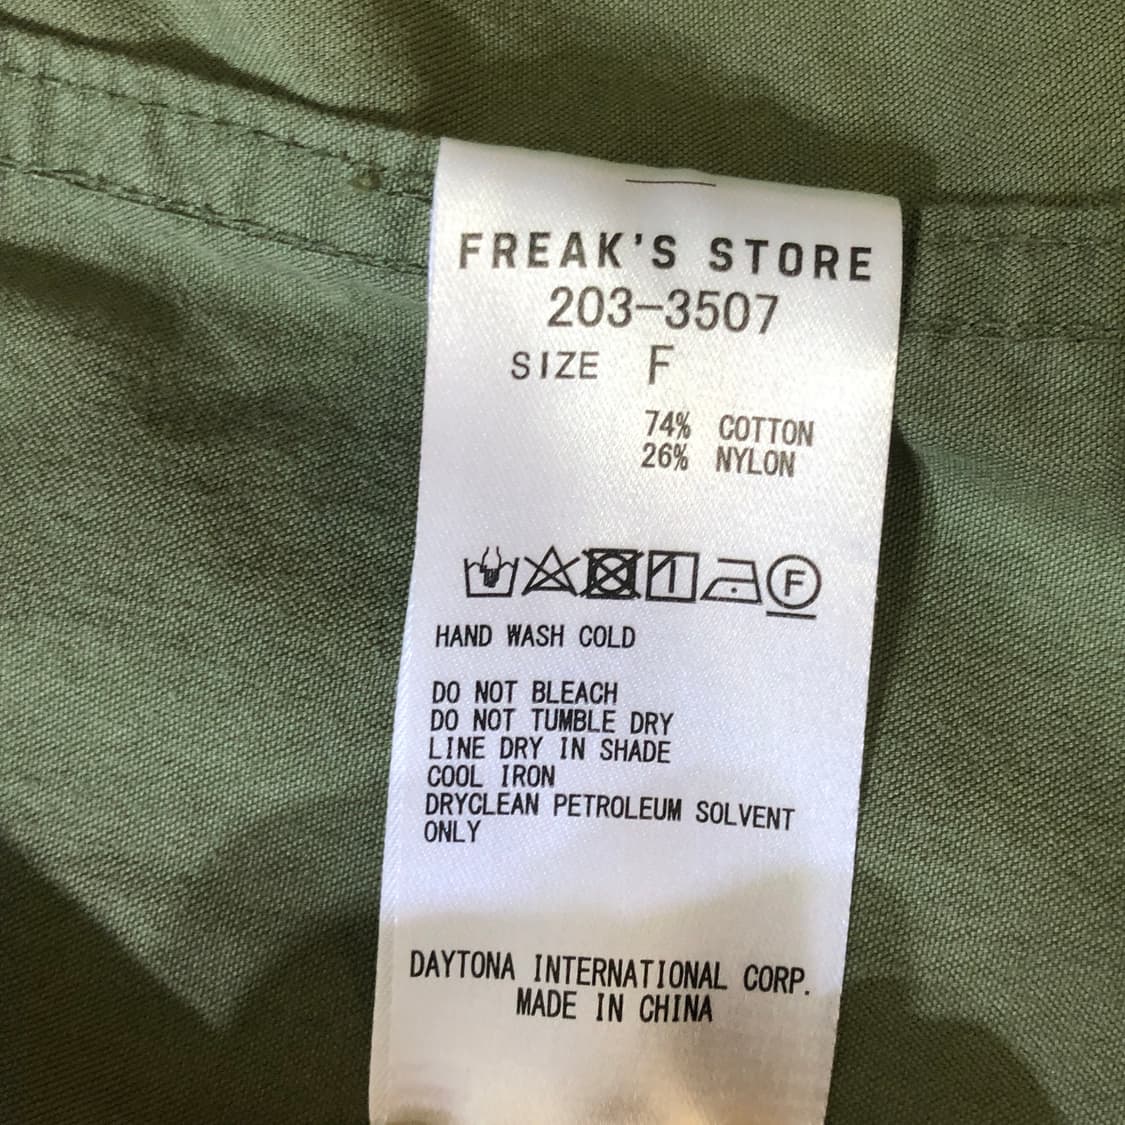 FREAK'S STORE
203-3507
SIZE F
74% COTTON
26% NYLON
F
HAND WASH COLD
DO NOT BLEACH
DO NOT TUMBLE DRY
LINE DRY IN SHADE
COOL IRON
DRYCLEAN PETROLEUM SOLVENT
ONLY
DAYTONA INTERNATIONAL CORP.
MADE IN CHINA